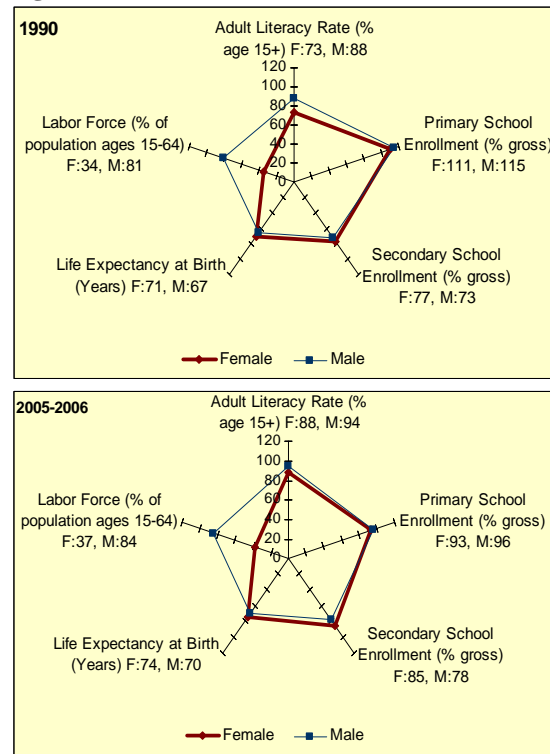 1990
Adult Literacy Rate (%
age 15+) F:73, M:88
120
100
80
60
40
20
0
Labor Force (% of
population ages 15-64)
F:34, M:81
Primary School
Enrollment (% gross)
F:111, M:115
Life Expectancy at Birth
(Years) F:71, M:67
Secondary School
Enrollment (% gross)
F:77, M:73
Female Male
2005-2006
Adult Literacy Rate (%
age 15+) F:88, M:94
120
100
80
60
40
20
0
Labor Force (% of
population ages 15-64)
F:37, M:84
Primary School
Enrollment (% gross)
F:93, M:96
Life Expectancy at Birth
(Years) F:74, M:70
Secondary School
Enrollment (% gross)
F:85, M:78
Female Male